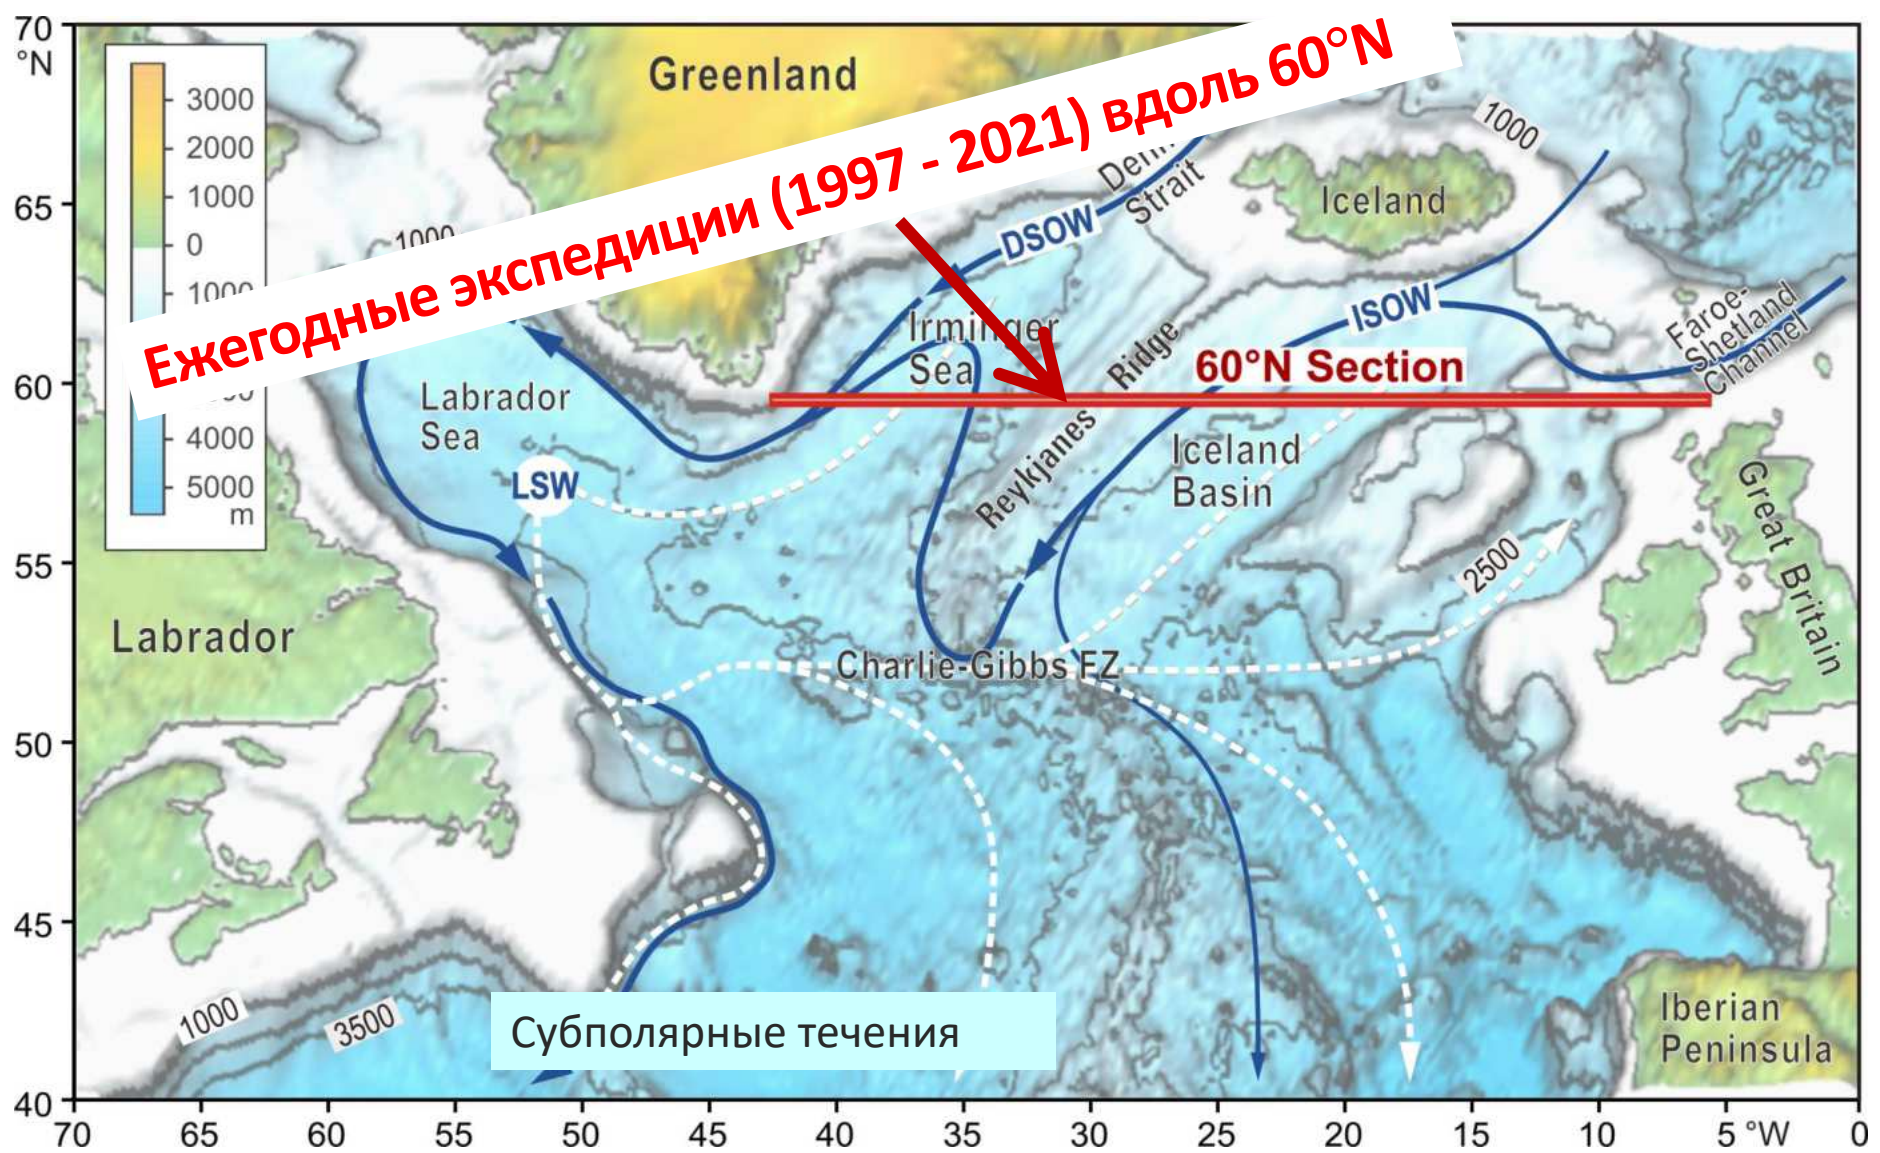 70
°N
65
60
55
50
45
40
3000
2000
1000
0
1000
4000
5000
m
Ежегодные экспедиции (1997 - 2021) вдоль 60°N
Greenland
1000
Strait
Iceland
1000
DSOW
ISOW
Irminger
Sea
Faroe-
Shetland
Channel
60°N Section
Labrador
Sea
LSW
Reykjanes Ridge
Iceland
Basin
2500
Great Britain
Labrador
Charlie-Gibbs FZ
1000
3500
Субполярные течения
Iberian
Peninsula
70 65 60 55 50 45 40 35 30 25 20 15 10 5 °W 0